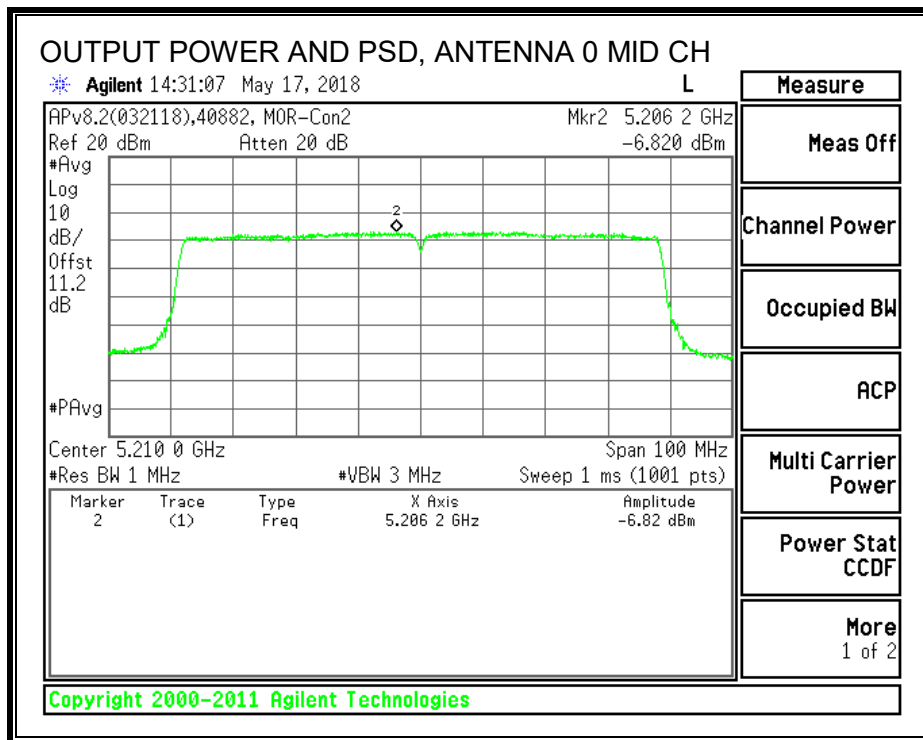 OUTPUT POWER AND PSD, ANTENNA 0 MID CH
Agilent 14:31:07 May 17, 2018 L
APv8.2(032118),40882, MOR-Con2 Mkr2 5.206 2 GHz
Ref 20 dBm Atten 20 dB -6.820 dBm
#Avg
Log
10
dB/
Offst
11.2
dB
#PAvg
2
Center 5.210 0 GHz Span 100 MHz
#Res BW 1 MHz #VBW 3 MHz Sweep 1 ms (1001 pts)
Marker Trace Type X Axis Amplitude
2 (1) Freq 5.206 2 GHz -6.82 dBm
Measure
Meas Off
Channel Power
Occupied BW
ACP
Multi Carrier
Power
Power Stat
CCDF
More
1 of 2
Copyright 2000-2011 Agilent Technologies